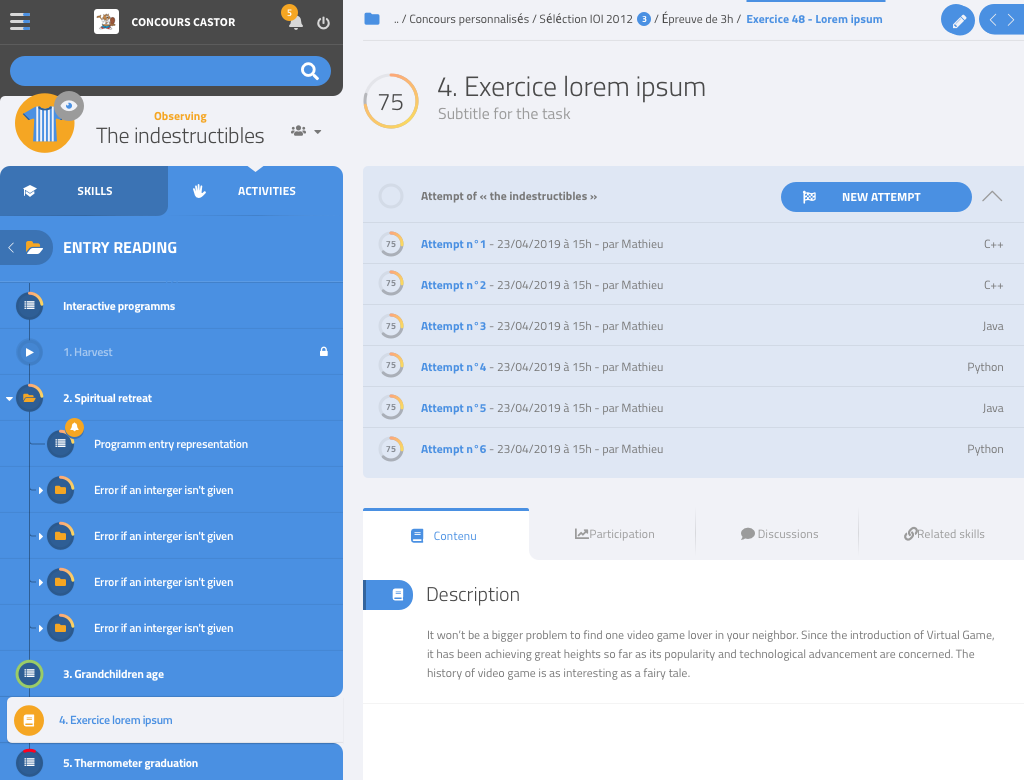 CONCOURS CASTOR
5
Observing
The indestructibles
SKILLS
ACTIVITIES
ENTRY READING
Interactive programms
1. Harvest
2. Spiritual retreat
Programm entry representation
Error if an interger isn't given
Error if an interger isn't given
Error if an interger isn't given
Error if an interger isn't given
3. Grandchildren age
4. Exercice lorem ipsum
5. Thermometer graduation
.. / Concours personnalisés / Séléction IOI 2012 3 / Épreuve de 3h / Exercice 48 - Lorem ipsum
75
4. Exercice lorem ipsum
Subtitle for the task
Attempt of « the indestructibles »
NEW ATTEMPT
75 Attempt n°1 - 23/04/2019 à 15h - par Mathieu C++
75 Attempt n°2 - 23/04/2019 à 15h - par Mathieu C++
75 Attempt n°3 - 23/04/2019 à 15h - par Mathieu Java
75 Attempt n°4 - 23/04/2019 à 15h - par Mathieu Python
75 Attempt n°5 - 23/04/2019 à 15h - par Mathieu Java
75 Attempt n°6 - 23/04/2019 à 15h - par Mathieu Python
Contenu
Participation
Discussions
Related skills
Description
It won't be a bigger problem to find one video game lover in your neighbor. Since the introduction of Virtual Game,
it has been achieving great heights so far as its popularity and technological advancement are concerned. The
history of video game is as interesting as a fairy tale.